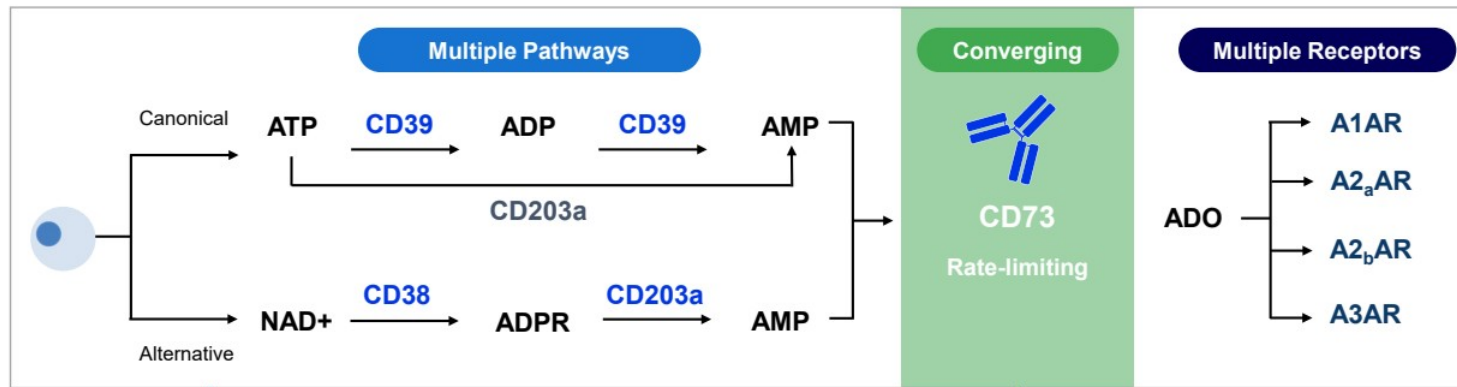 Multiple Pathways
Converging
Multiple Receptors
Canonical
ATP CD39 ADP CD39 AMP
CD203a
NAD+ CD38 ADPR CD203a AMP
Alternative
CD73
Rate-limiting
ADO
A1AR
A2aAR
A2bAR
A3AR